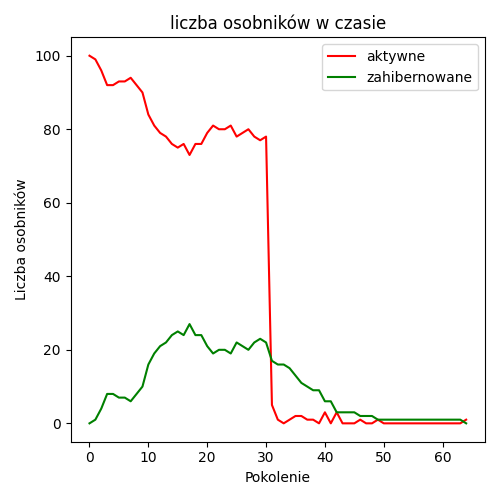 liczba osobników w czasie
aktywne
zahibernowane
Liczba osobników
100
80
60
40
20
0
0 10 20 30 40 50 60
Pokolenie